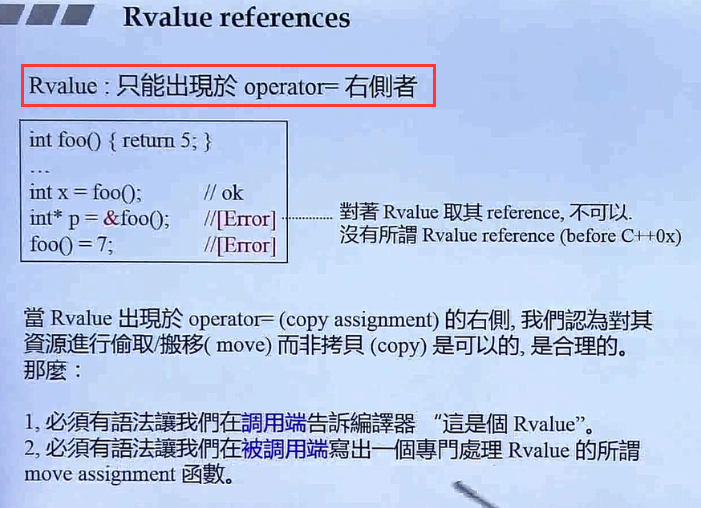 Rvalue references
Rvalue : 只能出現於 operator= 右側者
int foo() { return 5; }
...
int x = foo(); // ok
int* p = &foo(); //[Error]
foo() = 7; //[Error]
對著 Rvalue 取其 reference, 不可以.
沒有所謂 Rvalue reference (before C++0x)
當 Rvalue 出現於 operator= (copy assignment) 的右側, 我們認為對其
資源進行偷取/搬移( move) 而非拷貝 (copy) 是可以的, 是合理的。
那麼：
1, 必須有語法讓我們在調用端告訴編譯器 “這是個 Rvalue”。
2, 必須有語法讓我們在被調用端寫出一個專門處理 Rvalue 的所謂
move assignment 函數。